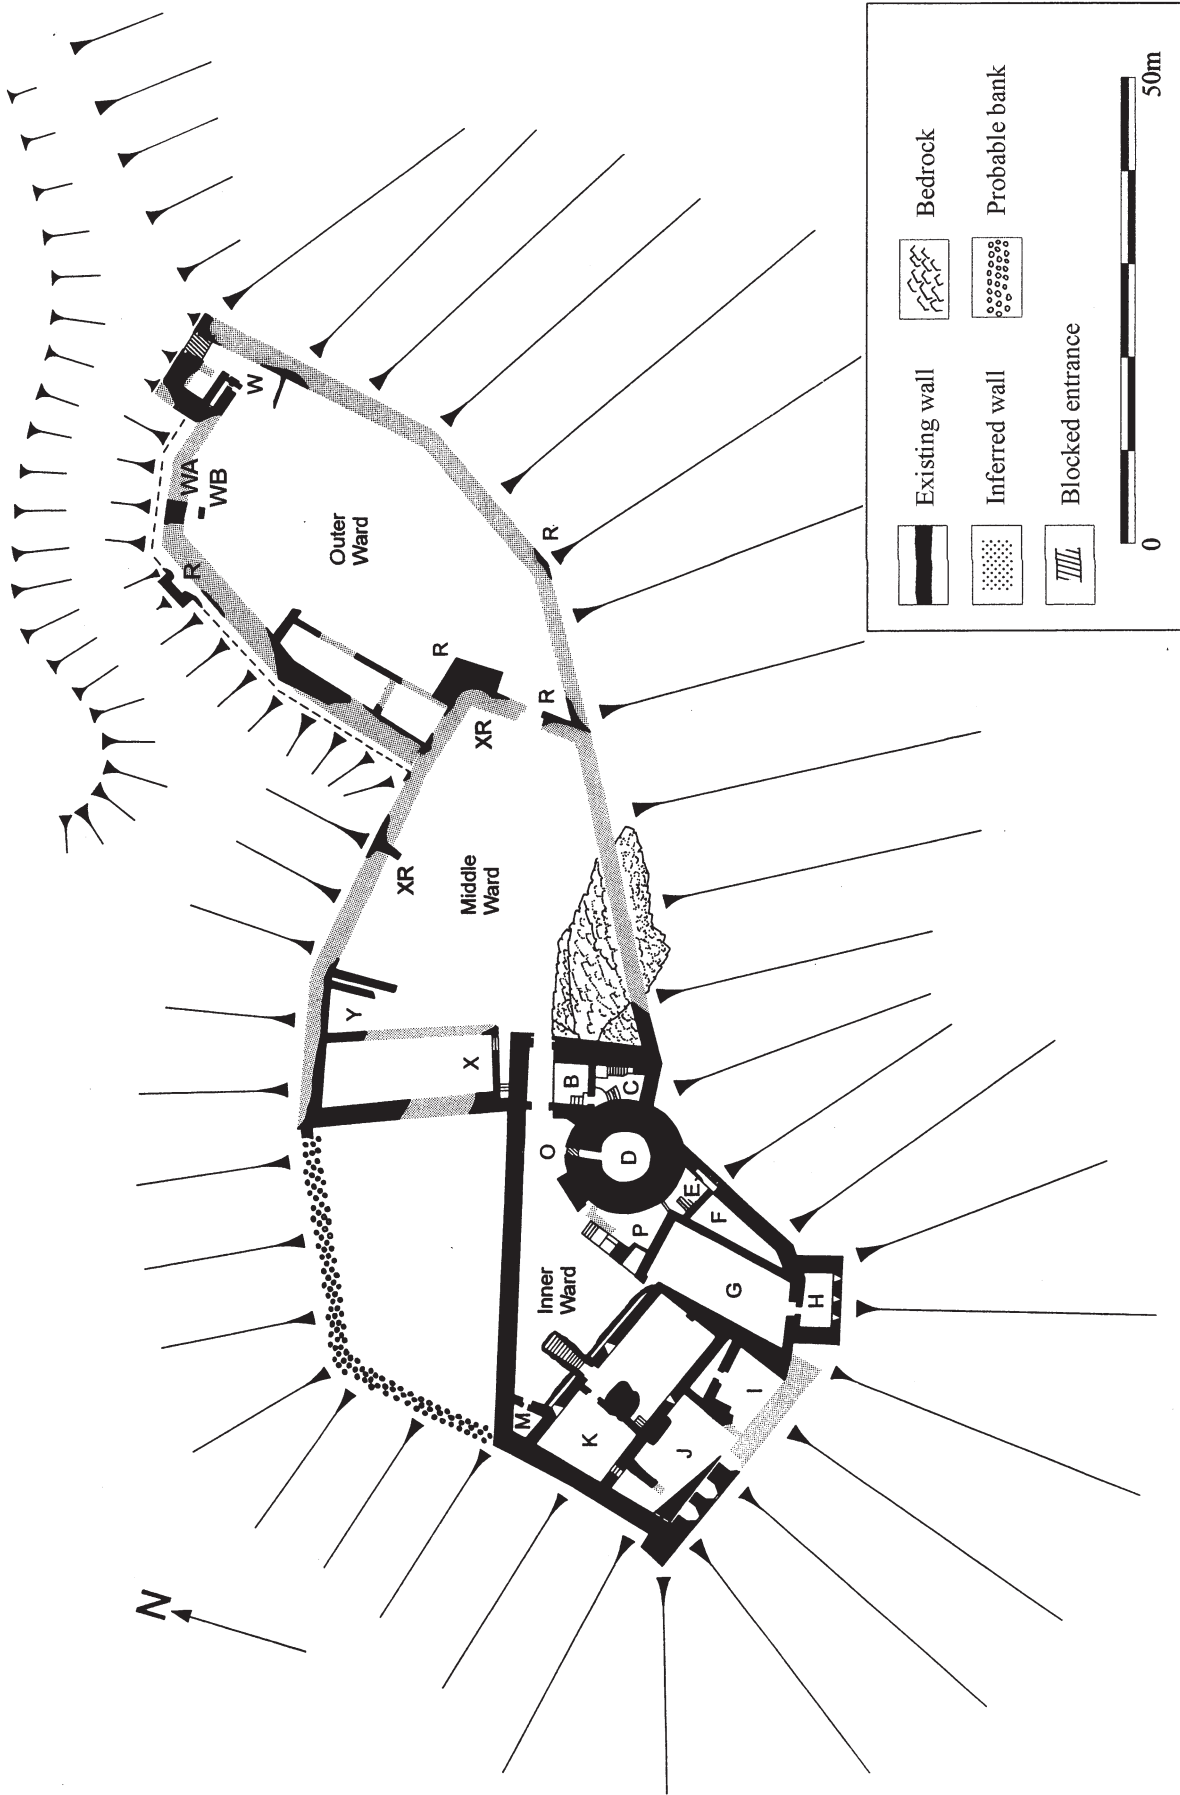 N
W
WA
WB
R
Outer
Ward
R
R
R
XR
XR
Middle
Ward
Y
X
B
C
O
D
E
F
P
G
H
Inner
Ward
M
K
I
J
Existing wall
Bedrock
Inferred wall
Probable bank
Blocked entrance
0
50m